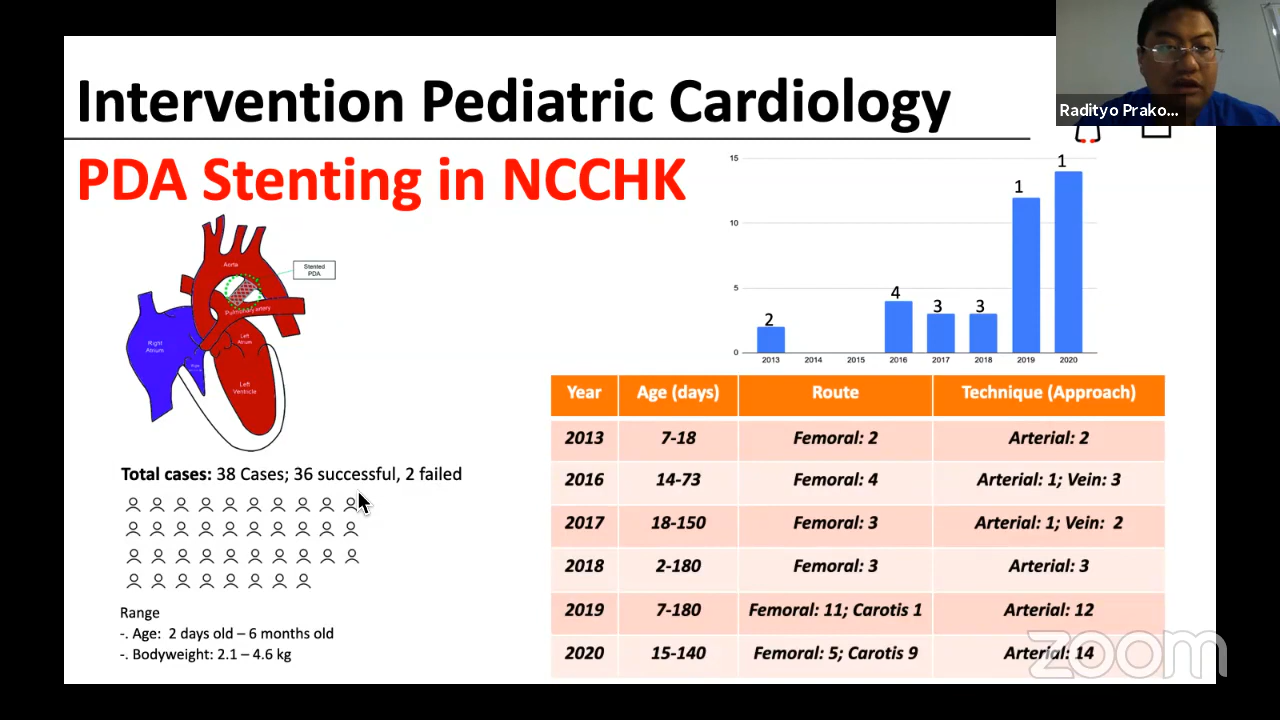 Intervention Pediatric Cardiology
Radityo Prako...
PDA Stenting in NCCHK
Aorta
Stented
PDA
Pulmonary artery
Left
Atrium
Right
Atrium
Left
Ventricle
15
10
5
0
2
4
3
3
1
1
2013 2014 2015 2016 2017 2018 2019 2020
Total cases: 38 Cases; 36 successful, 2 failed
Range
-. Age: 2 days old – 6 months old
-. Bodyweight: 2.1 – 4.6 kg
Year Age (days) Route Technique (Approach)
2013 7-18 Femoral: 2 Arterial: 2
2016 14-73 Femoral: 4 Arterial: 1; Vein: 3
2017 18-150 Femoral: 3 Arterial: 1; Vein: 2
2018 2-180 Femoral: 3 Arterial: 3
2019 7-180 Femoral: 11; Carotis 1 Arterial: 12
2020 15-140 Femoral: 5; Carotis 9 Arterial: 14
zoom